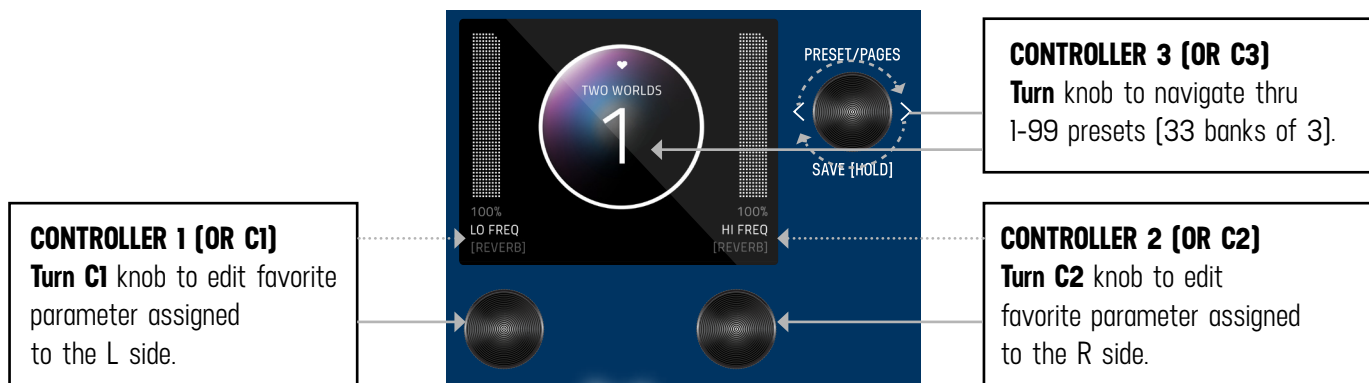 PRESET/PAGES
SAVE [HOLD]
TWO WORLDS
1
100%
LO FREQ
[REVERB]
100%
HI FREQ
[REVERB]
CONTROLLER 3 (OR C3)
Turn knob to navigate thru
1-99 presets (33 banks of 3).
CONTROLLER 1 (OR C1)
Turn C1 knob to edit favorite
parameter assigned
to the L side.
CONTROLLER 2 (OR C2)
Turn C2 knob to edit
favorite parameter assigned
to the R side.